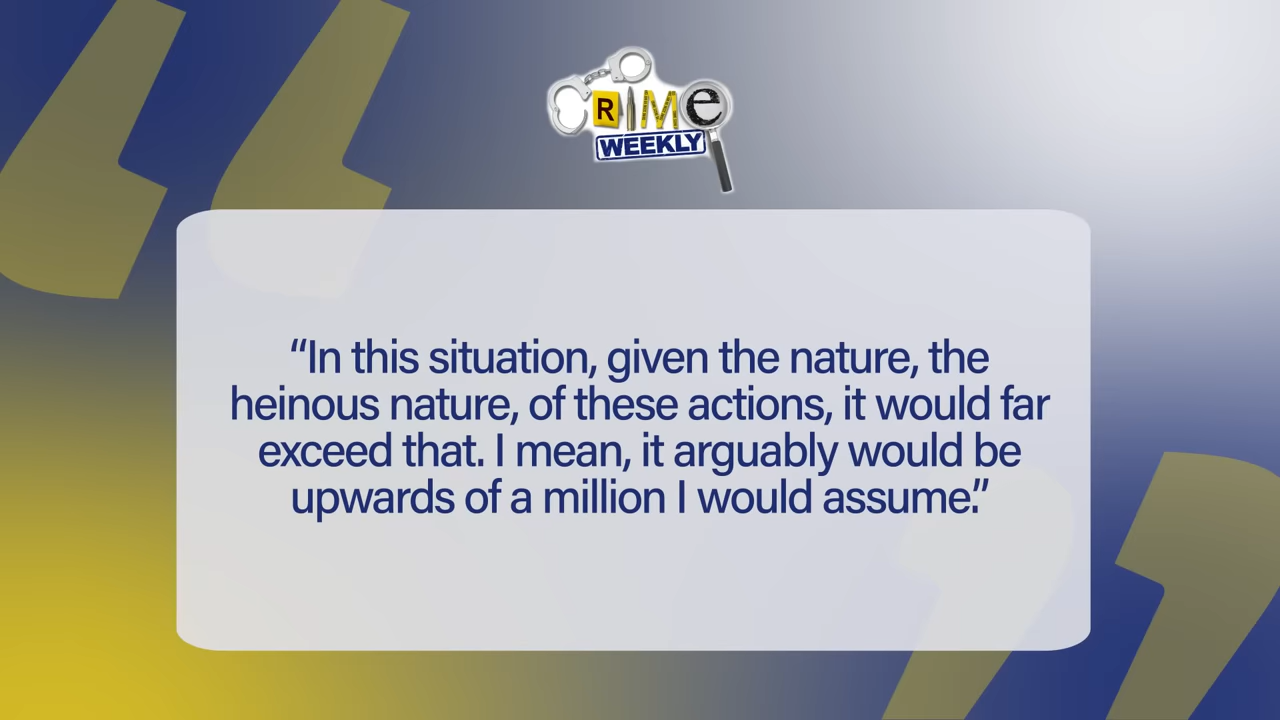 CRIME
WEEKLY
“In this situation, given the nature, the
heinous nature, of these actions, it would far
exceed that. I mean, it arguably would be
upwards of a million I would assume.”